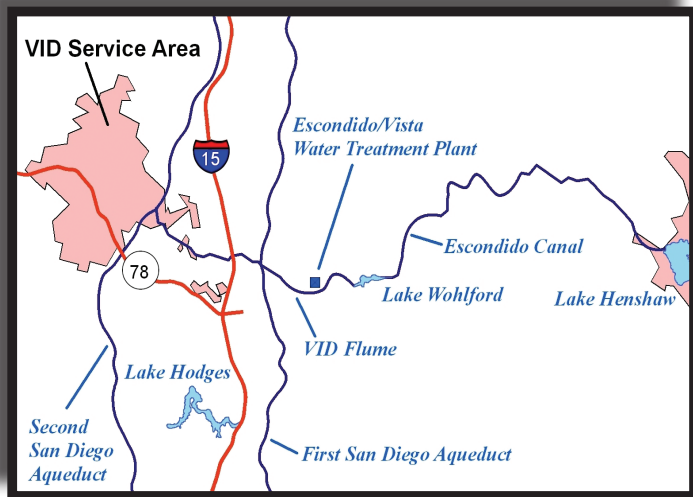 VID Service Area
15
Escondido/Vista
Water Treatment Plant
Escondido Canal
78
Lake Wohlford
Lake Henshaw
VID Flume
Lake Hodges
Second
San Diego
Aqueduct
First San Diego Aqueduct